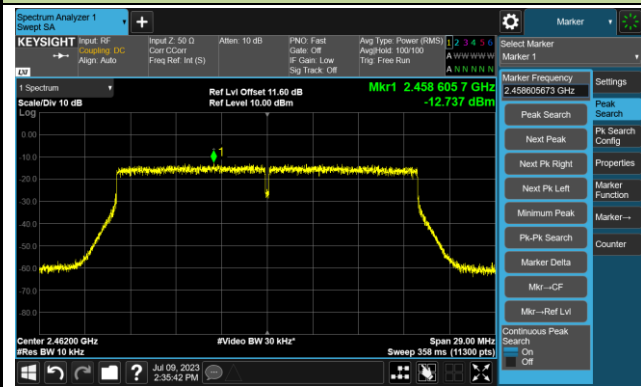 Spectrum Analyzer 1
Swept SA
KEYSIGHT
Input: RF
Coupling: DC
Align: Auto
Input Z: 50 Ω
Corr CCorr
Freq Ref: Int (S)
Atten: 10 dB
PNO: Fast
Gate: Off
IF Gain: Low
Sig Track: Off
Avg Type: Power (RMS)
Avg|Hold: 100/100
Trig: Free Run
1 2 3 4 5 6
A W W W W W
A N N N N N
LXI
1 Spectrum
Scale/Div 10 dB
Log
Ref Lvl Offset 11.60 dB
Ref Level 10.00 dBm
Mkr1 2.458 605 7 GHz
-12.737 dBm
1
0.00
-10.0
-20.0
-30.0
-40.0
-50.0
-60.0
-70.0
-80.0
Center 2.46200 GHz
#Res BW 10 kHz
#Video BW 30 kHz*
Span 29.00 MHz
Sweep 358 ms (11300 pts)
Jul 09, 2023
2:35:42 PM
Marker
Select Marker
Marker 1
Marker Frequency
2.458605673 GHz
Peak Search
Next Peak
Next Pk Right
Next Pk Left
Minimum Peak
Pk-Pk Search
Marker Delta
Mkr→CF
Mkr→Ref Lvl
Continuous Peak
Search
On
Off
Settings
Peak
Search
Pk Search
Config
Properties
Marker
Function
Marker→
Counter